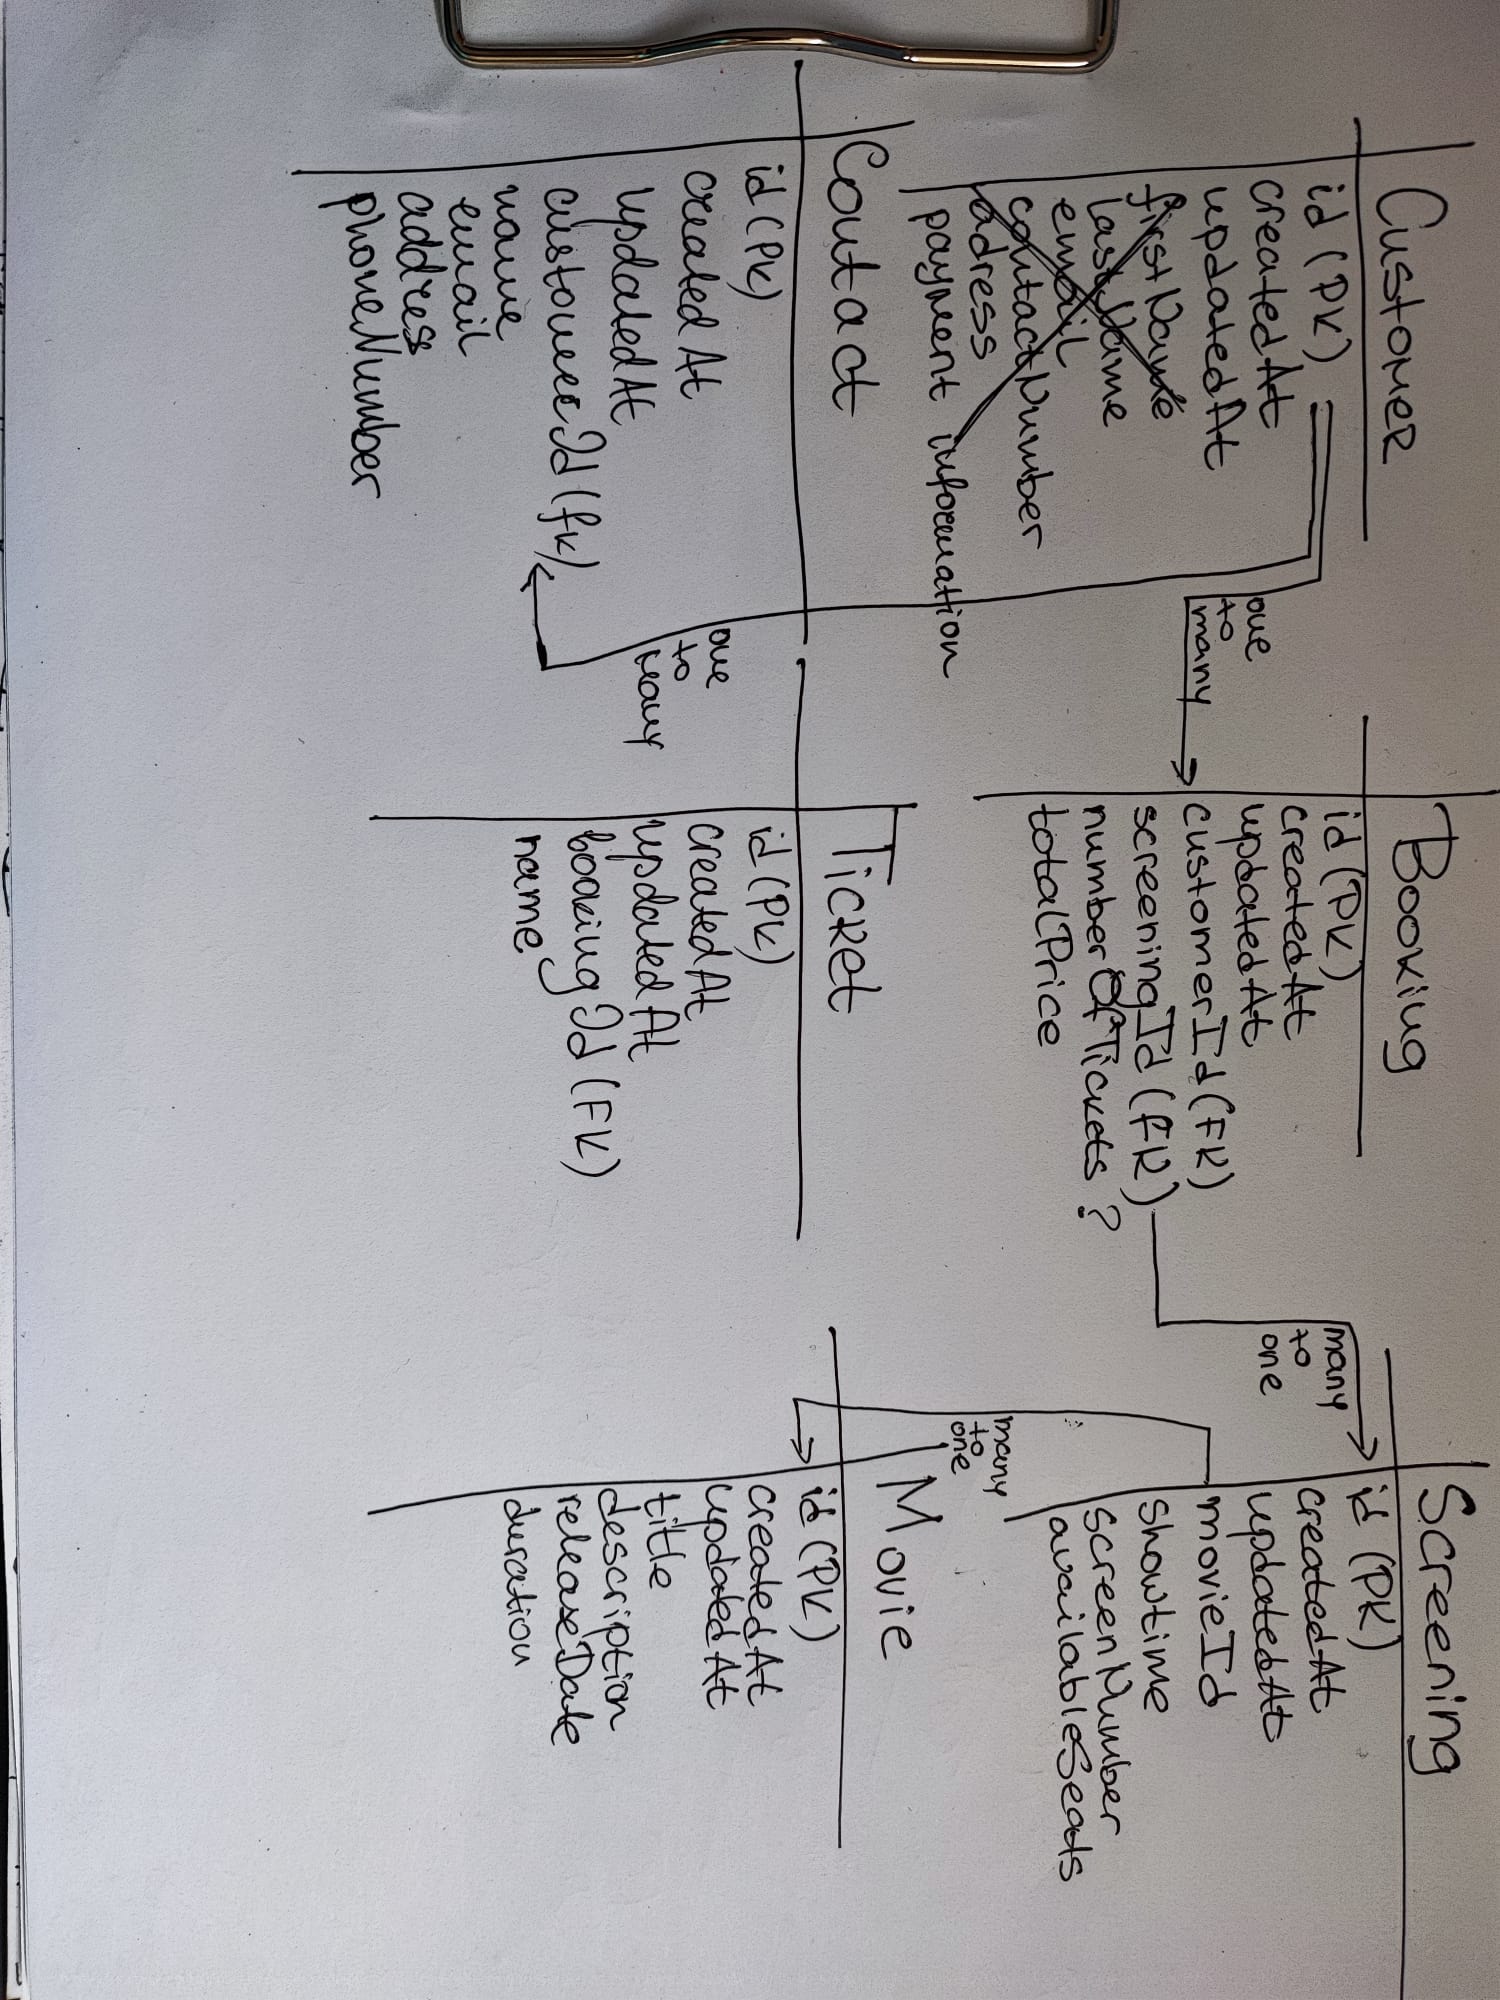 Customer
id (PK)
createdAt
updatedAt
firstName
lastName
email
contactNumber
adress
payment information
one
to
many
Booking
id (PK)
createdAt
updatedAt
customerId (FK)
screeningId (FK)
numberOfTickets ?
totalPrice
many
to
one
Screening
id (PK)
createdAt
updatedAt
movieId
showtime
screenNumber
availableSeats
many
to
one
Contact
id (PK)
createdAt
updatedAt
customerId (fk)
name
email
address
phoneNumber
one
to
many
Ticket
id (PK)
createdAt
updatedAt
bookingId (FK)
name
Movie
id (PK)
createdAt
updatedAt
title
description
releaseDate
duration